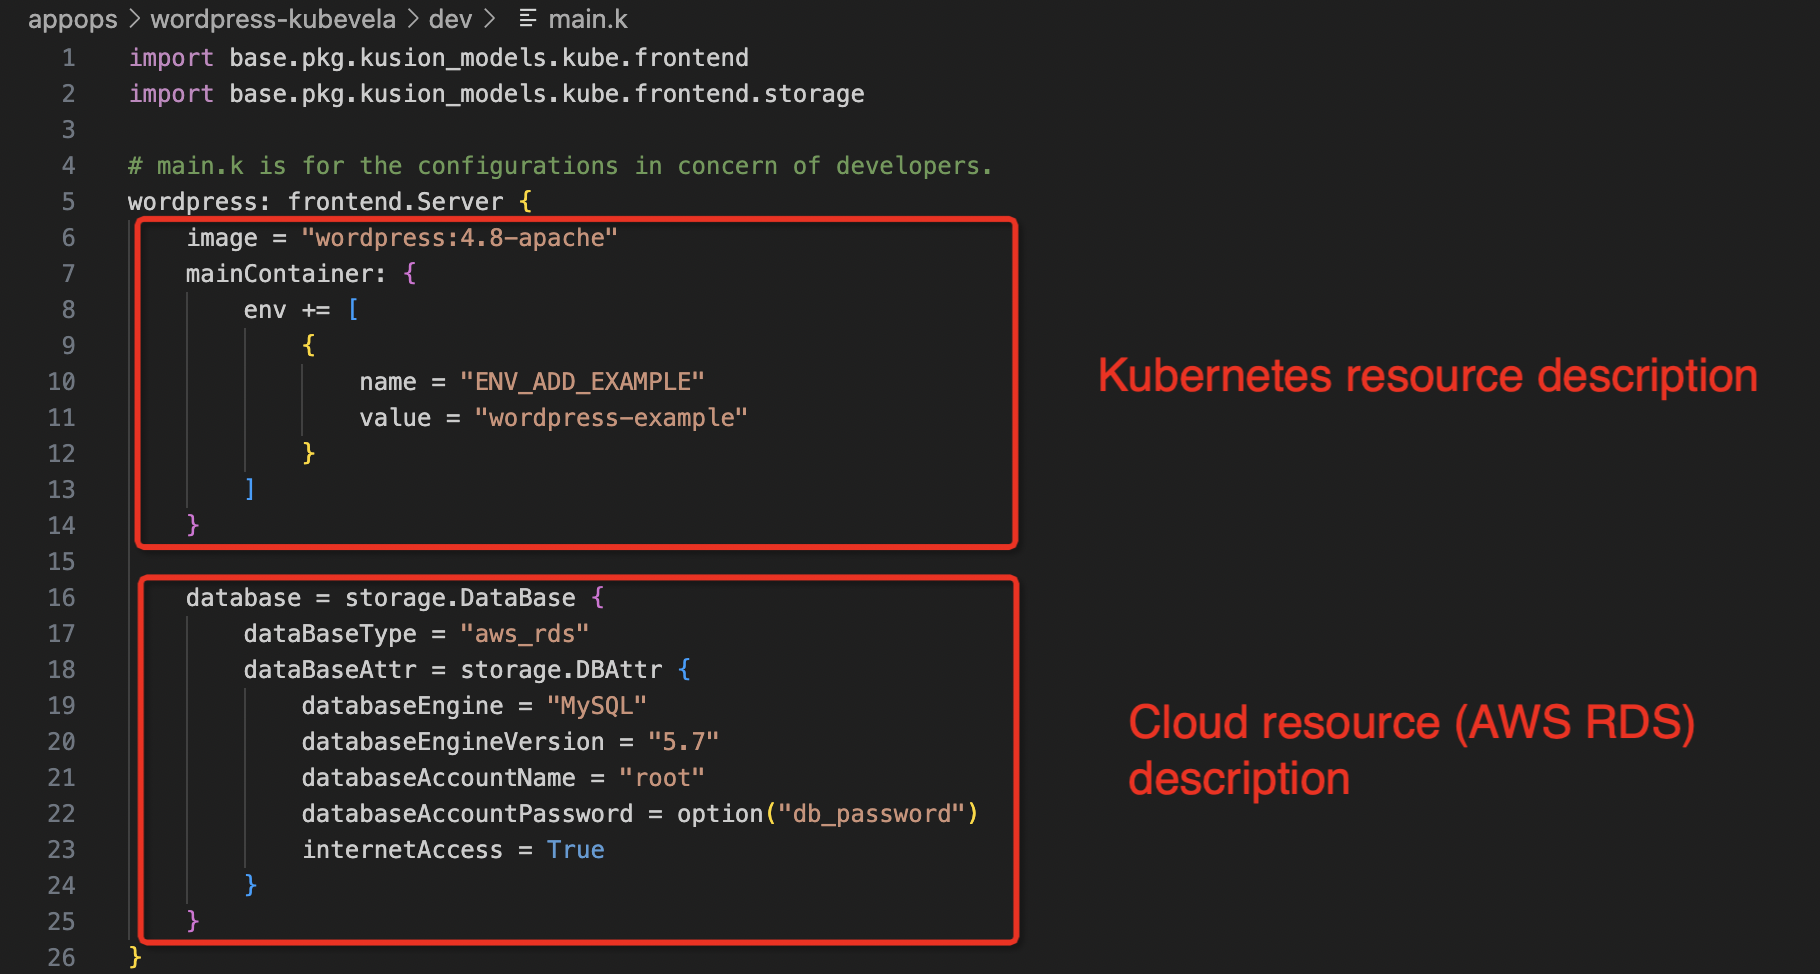 appops > wordpress-kubevela > dev > main.k
1 import base.pkg.kusion_models.kube.frontend
2 import base.pkg.kusion_models.kube.frontend.storage
3
4 # main.k is for the configurations in concern of developers.
5 wordpress: frontend.Server {
6     image = "wordpress:4.8-apache"
7     mainContainer: {
8         env += [
9             {
10                 name = "ENV_ADD_EXAMPLE"
11                 value = "wordpress-example"
12             }
13         ]
14     }
15
16     database = storage.DataBase {
17         dataBaseType = "aws_rds"
18         dataBaseAttr = storage.DBAttr {
19             databaseEngine = "MySQL"
20             databaseEngineVersion = "5.7"
21             databaseAccountName = "root"
22             databaseAccountPassword = option("db_password")
23             internetAccess = True
24         }
25     }
26 }
Kubernetes resource description
Cloud resource (AWS RDS)
description